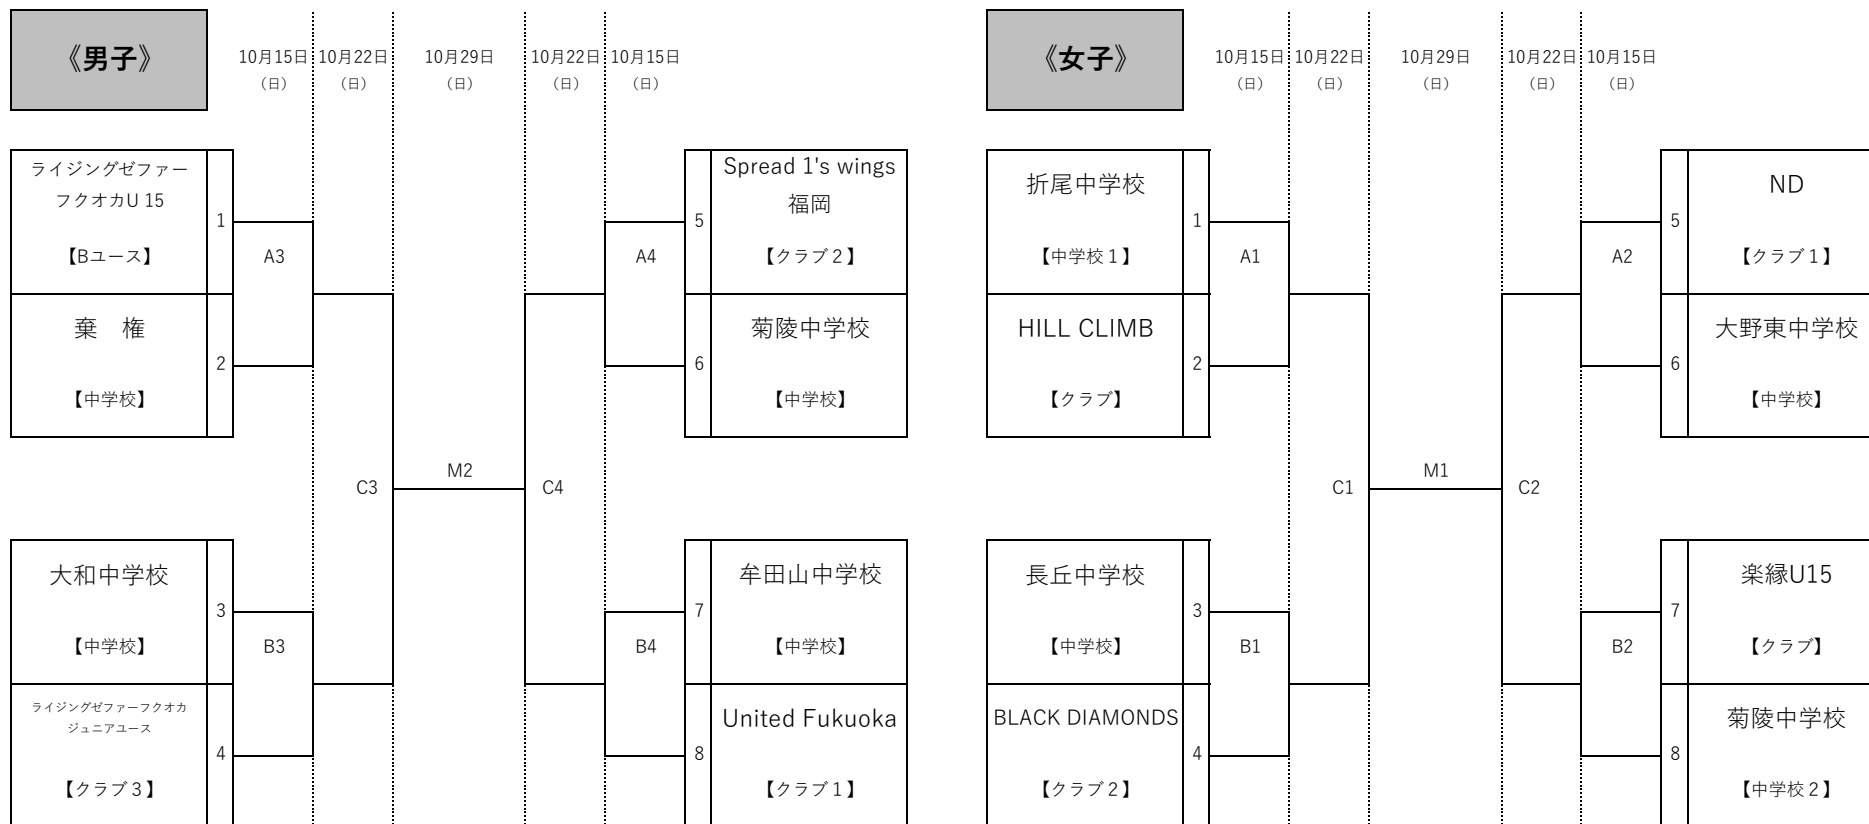 《男子》
10月15日 10月22日 10月29日 10月22日 10月15日
（日） （日） （日） （日） （日）
ライジングゼファー
フクオカU 15
【Bユース】
1
A3
棄　権
【中学校】
2
大和中学校
【中学校】
3
B3
ライジングゼファーフクオカ
ジュニアユース
【クラブ３】
4
C3
M2
C4
Spread 1's wings
福岡
【クラブ２】
5
A4
菊陵中学校
【中学校】
6
牟田山中学校
【中学校】
7
B4
United Fukuoka
【クラブ１】
8
《女子》
10月15日 10月22日 10月29日 10月22日 10月15日
（日） （日） （日） （日） （日）
折尾中学校
【中学校１】
1
A1
HILL CLIMB
【クラブ】
2
長丘中学校
【中学校】
3
B1
BLACK DIAMONDS
【クラブ２】
4
C1
M1
C2
ND
【クラブ１】
5
A2
大野東中学校
【中学校】
6
楽縁U15
【クラブ】
7
B2
菊陵中学校
【中学校２】
8